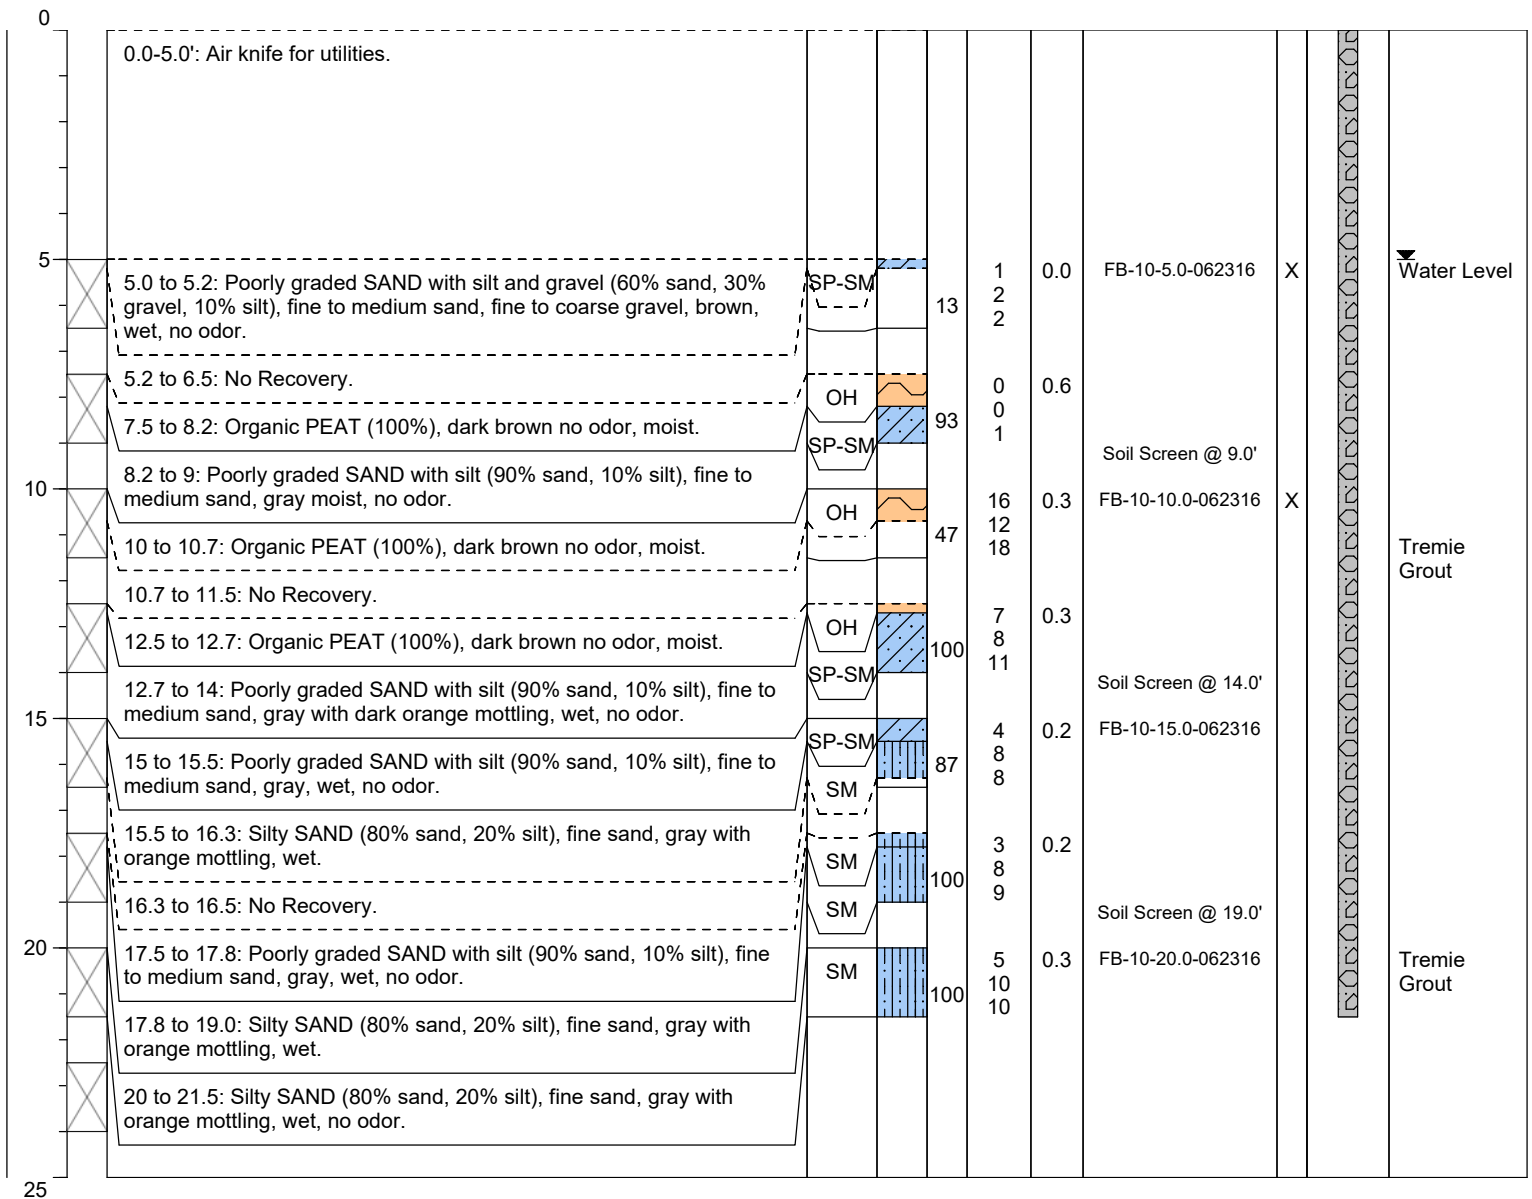 0
0.0-5.0': Air knife for utilities.
5
5.0 to 5.2: Poorly graded SAND with silt and gravel (60% sand, 30%
gravel, 10% silt), fine to medium sand, fine to coarse gravel, brown,
wet, no odor.
SP-SM
13
1
2
2
0.0
FB-10-5.0-062316
X
Water Level
5.2 to 6.5: No Recovery.
7.5 to 8.2: Organic PEAT (100%), dark brown no odor, moist.
OH
93
0
0
1
0.6
8.2 to 9: Poorly graded SAND with silt (90% sand, 10% silt), fine to
medium sand, gray moist, no odor.
SP-SM
Soil Screen @ 9.0'
10
10 to 10.7: Organic PEAT (100%), dark brown no odor, moist.
OH
47
16
12
18
0.3
FB-10-10.0-062316
X
Tremie
Grout
10.7 to 11.5: No Recovery.
12.5 to 12.7: Organic PEAT (100%), dark brown no odor, moist.
OH
100
7
8
11
0.3
12.7 to 14: Poorly graded SAND with silt (90% sand, 10% silt), fine to
medium sand, gray with dark orange mottling, wet, no odor.
SP-SM
Soil Screen @ 14.0'
15
15 to 15.5: Poorly graded SAND with silt (90% sand, 10% silt), fine to
medium sand, gray, wet, no odor.
SP-SM
87
4
8
8
0.2
FB-10-15.0-062316
15.5 to 16.3: Silty SAND (80% sand, 20% silt), fine sand, gray with
orange mottling, wet.
SM
16.3 to 16.5: No Recovery.
17.5 to 17.8: Poorly graded SAND with silt (90% sand, 10% silt), fine
to medium sand, gray, wet, no odor.
SM
100
3
8
9
0.2
17.8 to 19.0: Silty SAND (80% sand, 20% silt), fine sand, gray with
orange mottling, wet.
SM
Soil Screen @ 19.0'
20
20 to 21.5: Silty SAND (80% sand, 20% silt), fine sand, gray with
orange mottling, wet, no odor.
SM
100
5
10
10
0.3
FB-10-20.0-062316
Tremie
Grout
25